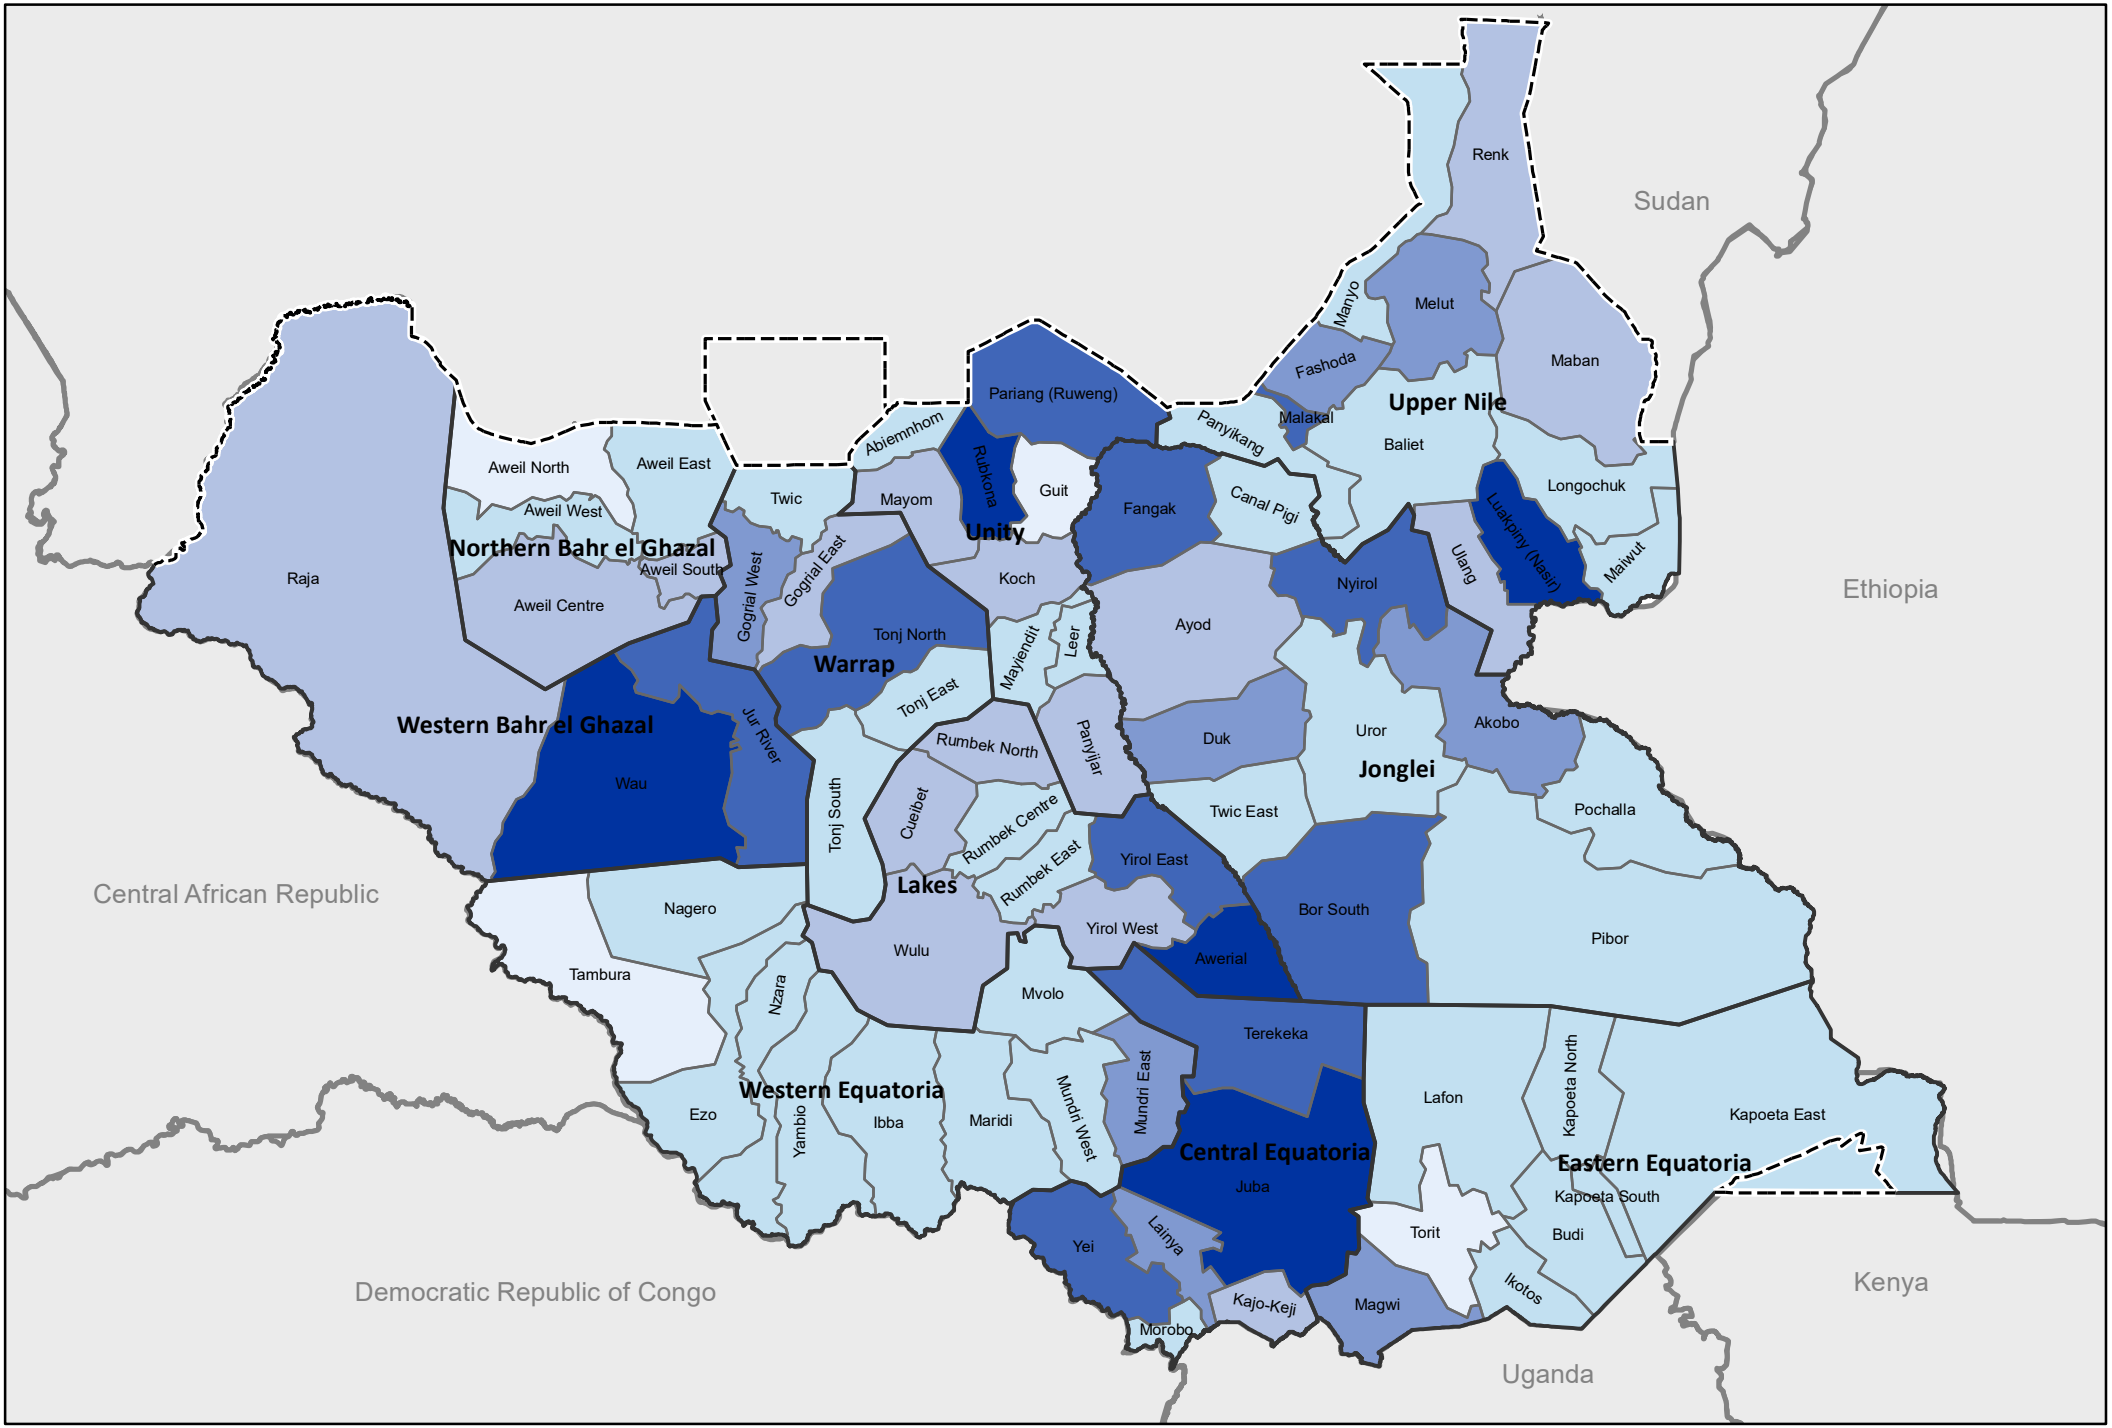 Renk
Sudan
Manyo
Melut
Maban
Fashoda
Pariang (Ruweng)
Upper Nile
Malakal
Panyikang
Baliet
Abiemnhom
Aweil North
Aweil East
Rubkona
Guit
Longochuk
Twic
Mayom
Fangak
Canal Pigi
Aweil West
Luakpiny (Nasir)
Unity
Northern Bahr el Ghazal
Aweil South
Raja
Gogrial West
Gogrial East
Koch
Nyirol
Ulang
Maiwut
Ethiopia
Aweil Centre
Ayod
Tonj North
Warrap
Mayiendit
Leer
Tonj East
Western Bahr el Ghazal
Jur River
Rumbek North
Panyijar
Duk
Uror
Akobo
Jonglei
Wau
Tonj South
Cueibet
Rumbek Centre
Twic East
Pochalla
Yirol East
Rumbek East
Lakes
Central African Republic
Nagero
Bor South
Yirol West
Pibor
Wulu
Awerial
Tambura
Nzara
Mvolo
Terekeka
Kapoeta North
Western Equatoria
Mundri East
Lafon
Ezo
Yambio
Ibba
Maridi
Mundri West
Kapoeta East
Central Equatoria
Eastern Equatoria
Juba
Kapoeta South
Torit
Budi
Yei
Lainya
Democratic Republic of Congo
Ikotos
Kenya
Kajo-Keji
Magwi
Morobo
Uganda